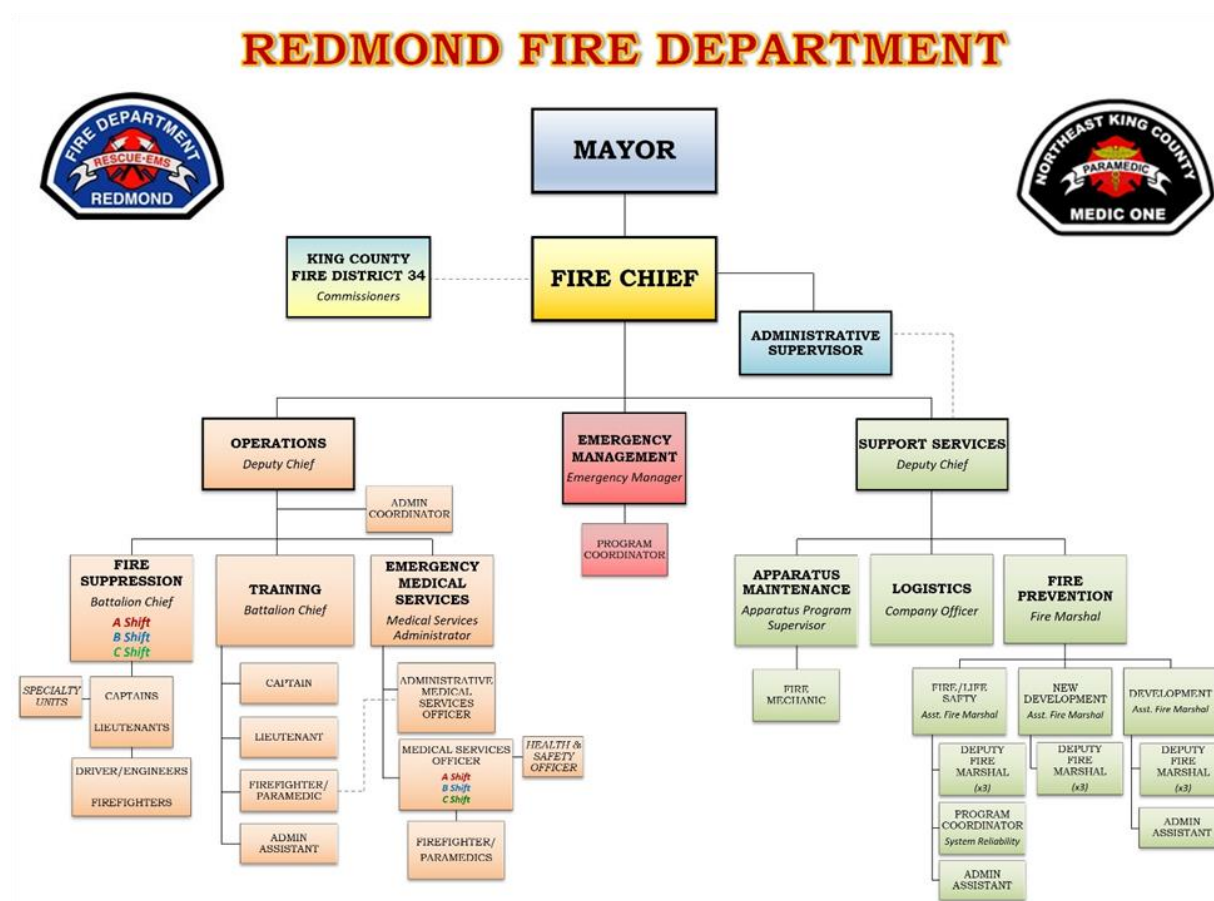 REDMOND FIRE DEPARTMENT
FIRE DEPARTMENT
RESCUE-EMS
REDMOND
NORTHEAST KING COUNTY
PARAMEDIC
MEDIC ONE
MAYOR
KING COUNTY
FIRE DISTRICT 34
Commissioners
FIRE CHIEF
ADMINISTRATIVE
SUPERVISOR
OPERATIONS
Deputy Chief
EMERGENCY
MANAGEMENT
Emergency Manager
SUPPORT SERVICES
Deputy Chief
ADMIN
COORDINATOR
PROGRAM
COORDINATOR
FIRE
SUPPRESSION
Battalion Chief
A Shift
B Shift
C Shift
TRAINING
Battalion Chief
EMERGENCY
MEDICAL
SERVICES
Medical Services
Administrator
APPARATUS
MAINTENANCE
Apparatus Program
Supervisor
LOGISTICS
Company Officer
FIRE
PREVENTION
Fire Marshal
SPECIALTY
UNITS
CAPTAINS
LIEUTENANTS
DRIVER/ENGINEERS
FIREFIGHTERS
CAPTAIN
LIEUTENANT
FIREFIGHTER/
PARAMEDIC
ADMIN
ASSISTANT
ADMINISTRATIVE
MEDICAL
SERVICES
OFFICER
MEDICAL SERVICES
OFFICER
A Shift
B Shift
C Shift
HEALTH &
SAFETY
OFFICER
FIREFIGHTER/
PARAMEDICS
FIRE
MECHANIC
FIRE/LIFE
SAFTY
Asst. Fire Marshal
DEPUTY
FIRE
MARSHAL
(x3)
PROGRAM
COORDINATOR
System Reliability
ADMIN
ASSISTANT
NEW
DEVELOPMENT
Asst. Fire Marshal
DEPUTY
FIRE
MARSHAL
(x3)
DEVELOPMENT
Asst. Fire Marshal
DEPUTY
FIRE
MARSHAL
(x3)
ADMIN
ASSISTANT